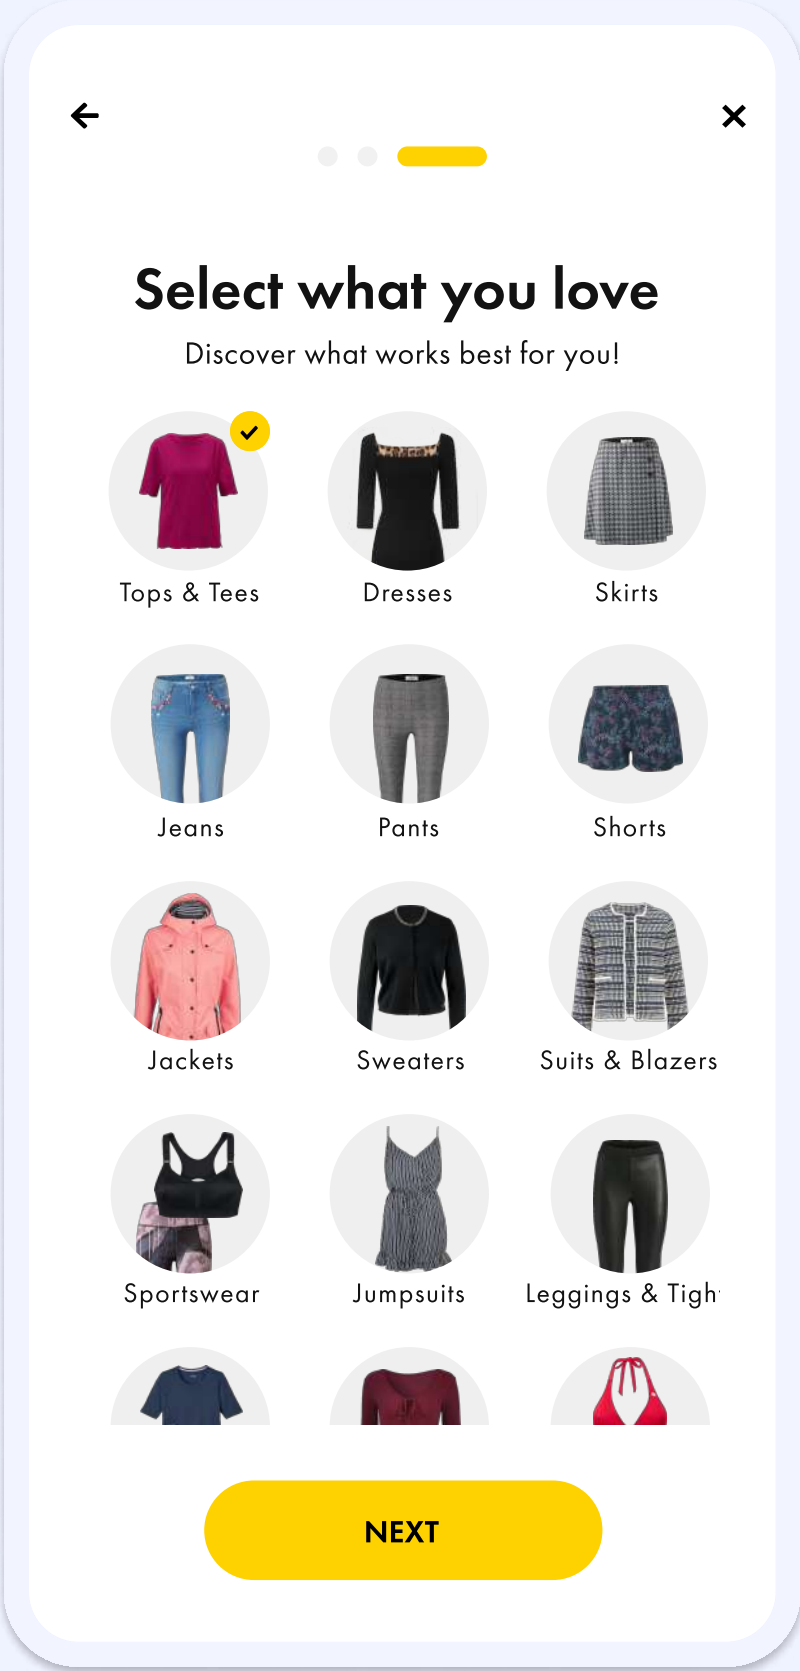 Select what you love
Discover what works best for you!
Tops & Tees
Dresses
Skirts
Jeans
Pants
Shorts
Jackets
Sweaters
Suits & Blazers
Sportswear
Jumpsuits
Leggings & Tigh
NEXT